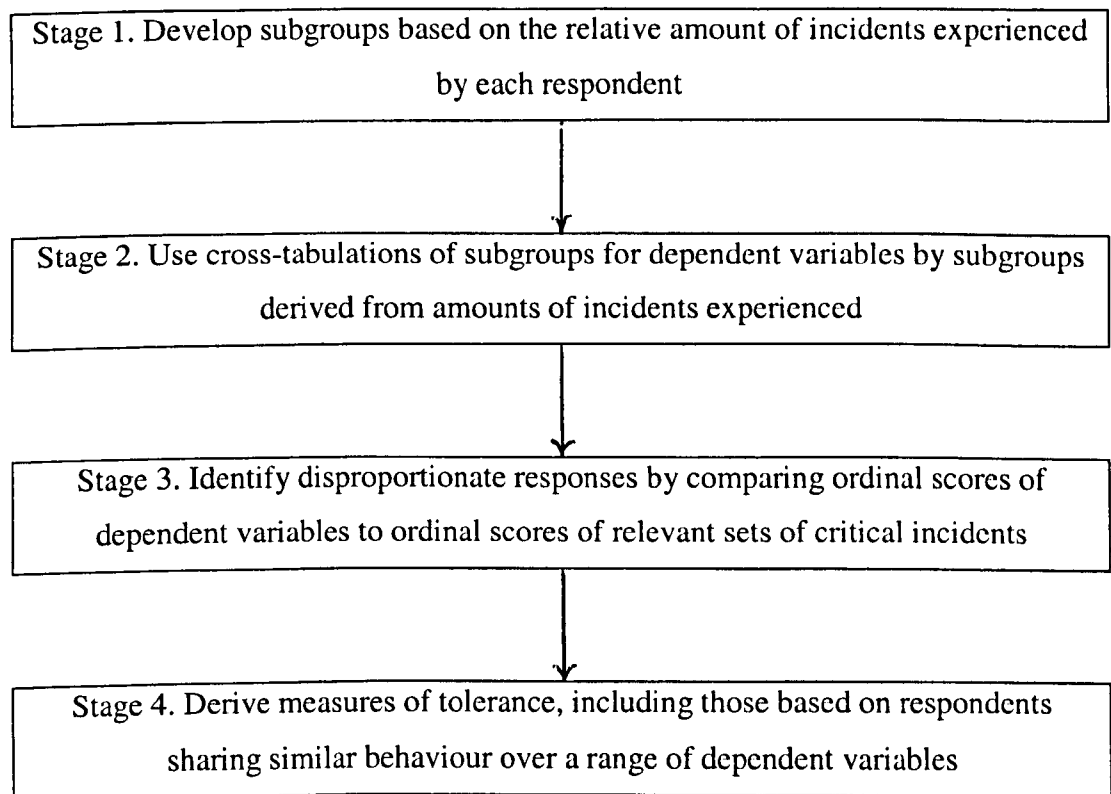 Stage 1. Develop subgroups based on the relative amount of incidents experienced
by each respondent
Stage 2. Use cross-tabulations of subgroups for dependent variables by subgroups
derived from amounts of incidents experienced
Stage 3. Identify disproportionate responses by comparing ordinal scores of
dependent variables to ordinal scores of relevant sets of critical incidents
Stage 4. Derive measures of tolerance, including those based on respondents
sharing similar behaviour over a range of dependent variables